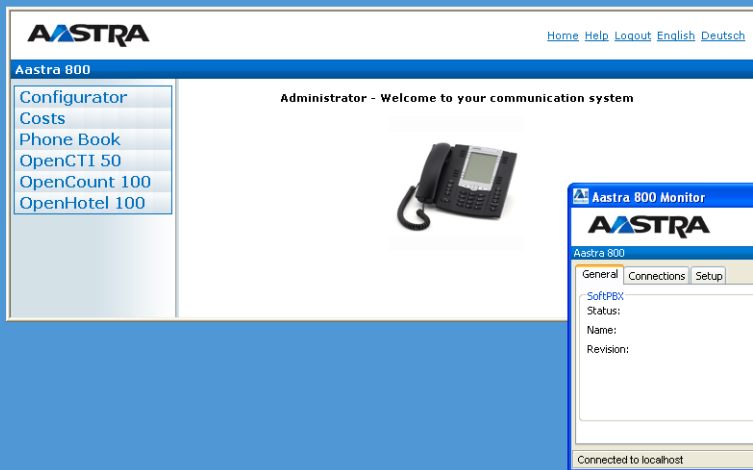 AASTRA
Home Help Logout English Deutsch
Aastra 800
Configurator
Costs
Phone Book
OpenCTI 50
OpenCount 100
OpenHotel 100
Administrator - Welcome to your communication system
Aastra 800 Monitor
AASTRA
Aastra 800
General Connections Setup
SoftPBX
Status:
Name:
Revision:
Connected to localhost